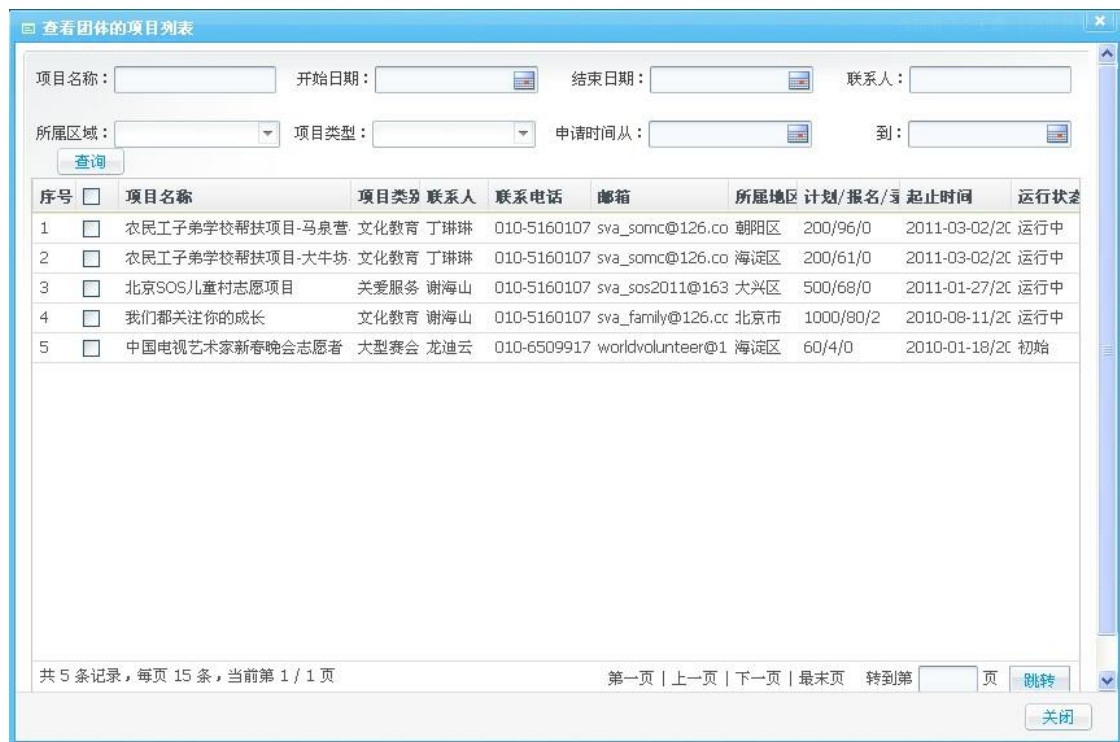 查看团体的项目列表
项目名称： 开始日期： 结束日期： 联系人：
所属区域： 项目类型： 申请时间从： 到：
查询
序号 项目名称 项目类别 联系人 联系电话 邮箱 所属地区 计划/报名/ 起止时间 运行状态
1 农民工子弟学校帮扶项目-马泉营 文化教育 丁琳琳 010-5160107 sva_somc@126.co 朝阳区 200/96/0 2011-03-02/20 运行中
2 农民工子弟学校帮扶项目-大牛坊 文化教育 丁琳琳 010-5160107 sva_somc@126.co 海淀区 200/61/0 2011-03-02/20 运行中
3 北京SOS儿童村志愿项目 关爱服务 谢海山 010-5160107 sva_sos2011@163 大兴区 500/68/0 2011-01-27/20 运行中
4 我们都关注你的成长 文化教育 谢海山 010-5160107 sva_family@126.cc 北京市 1000/80/2 2010-08-11/20 运行中
5 中国电视艺术家新春晚会志愿者 大型赛会 龙迪云 010-6509917 worldvolunteer@1 海淀区 60/4/0 2010-01-18/20 初始
共 5 条记录，每页 15 条，当前第 1 / 1 页 第一页 | 上一页 | 下一页 | 最末页 转到第 页 跳转
关闭